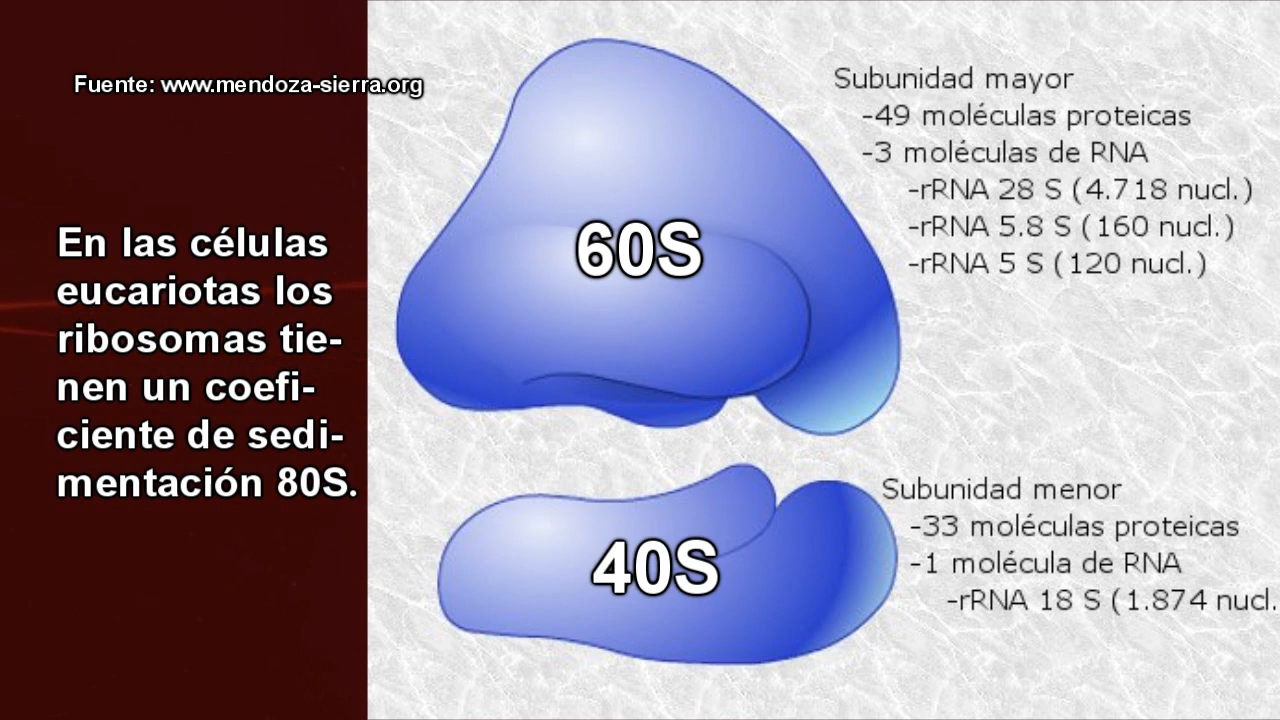 Fuente: www.mendoza-sierra.org
En las células
eucariotas los
ribosomas tie-
nen un coefi-
ciente de sedi-
mentación 80S.
60S
Subunidad mayor
-49 moléculas proteicas
-3 moléculas de RNA
-rRNA 28 S (4.718 nucl.)
-rRNA 5.8 S (160 nucl.)
-rRNA 5 S (120 nucl.)
40S
Subunidad menor
-33 moléculas proteicas
-1 molécula de RNA
-rRNA 18 S (1.874 nucl.